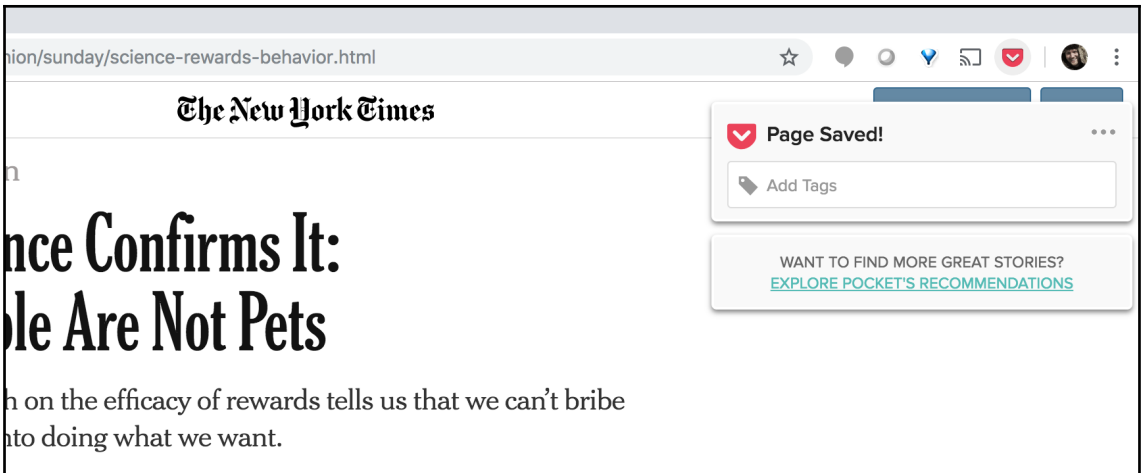 nion/sunday/science-rewards-behavior.html
The New York Times
Page Saved!
Add Tags
n
nce Confirms It:
ple Are Not Pets
WANT TO FIND MORE GREAT STORIES?
EXPLORE POCKET'S RECOMMENDATIONS
h on the efficacy of rewards tells us that we can’t bribe
nto doing what we want.